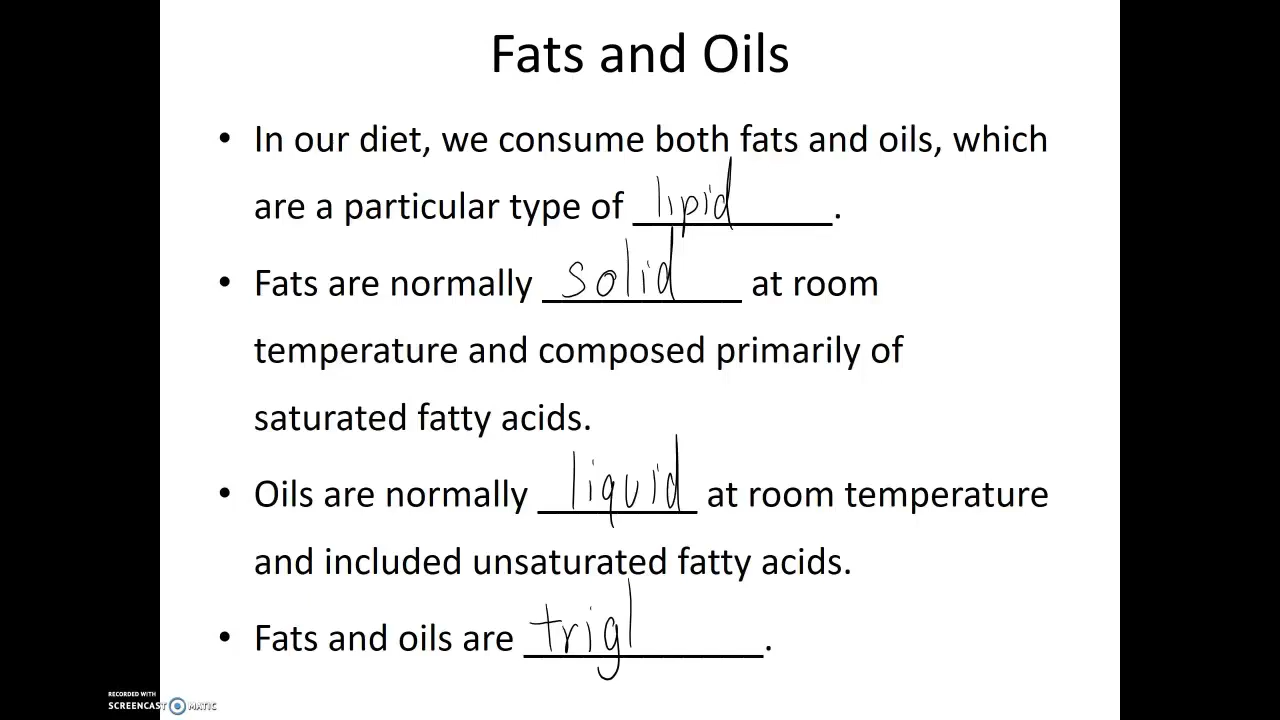 Fats and Oils
• In our diet, we consume both fats and oils, which
are a particular type of lipid.
• Fats are normally solid at room
temperature and composed primarily of
saturated fatty acids.
• Oils are normally liquid at room temperature
and included unsaturated fatty acids.
• Fats and oils are trigl.
RECORDED WITH
SCREENCAST MATIC